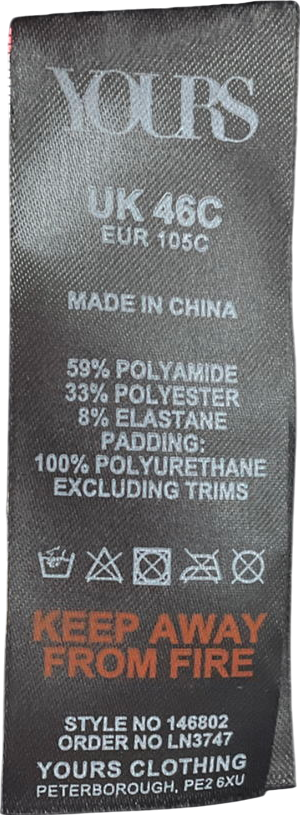 YOURS
UK 46C
EUR 105C
MADE IN CHINA
59% POLYAMIDE
33% POLYESTER
8% ELASTANE
PADDING:
100% POLYURETHANE
EXCLUDING TRIMS
KEEP AWAY
FROM FIRE
STYLE NO 146802
ORDER NO LN3747
YOURS CLOTHING
PETERBOROUGH, PE2 6XU